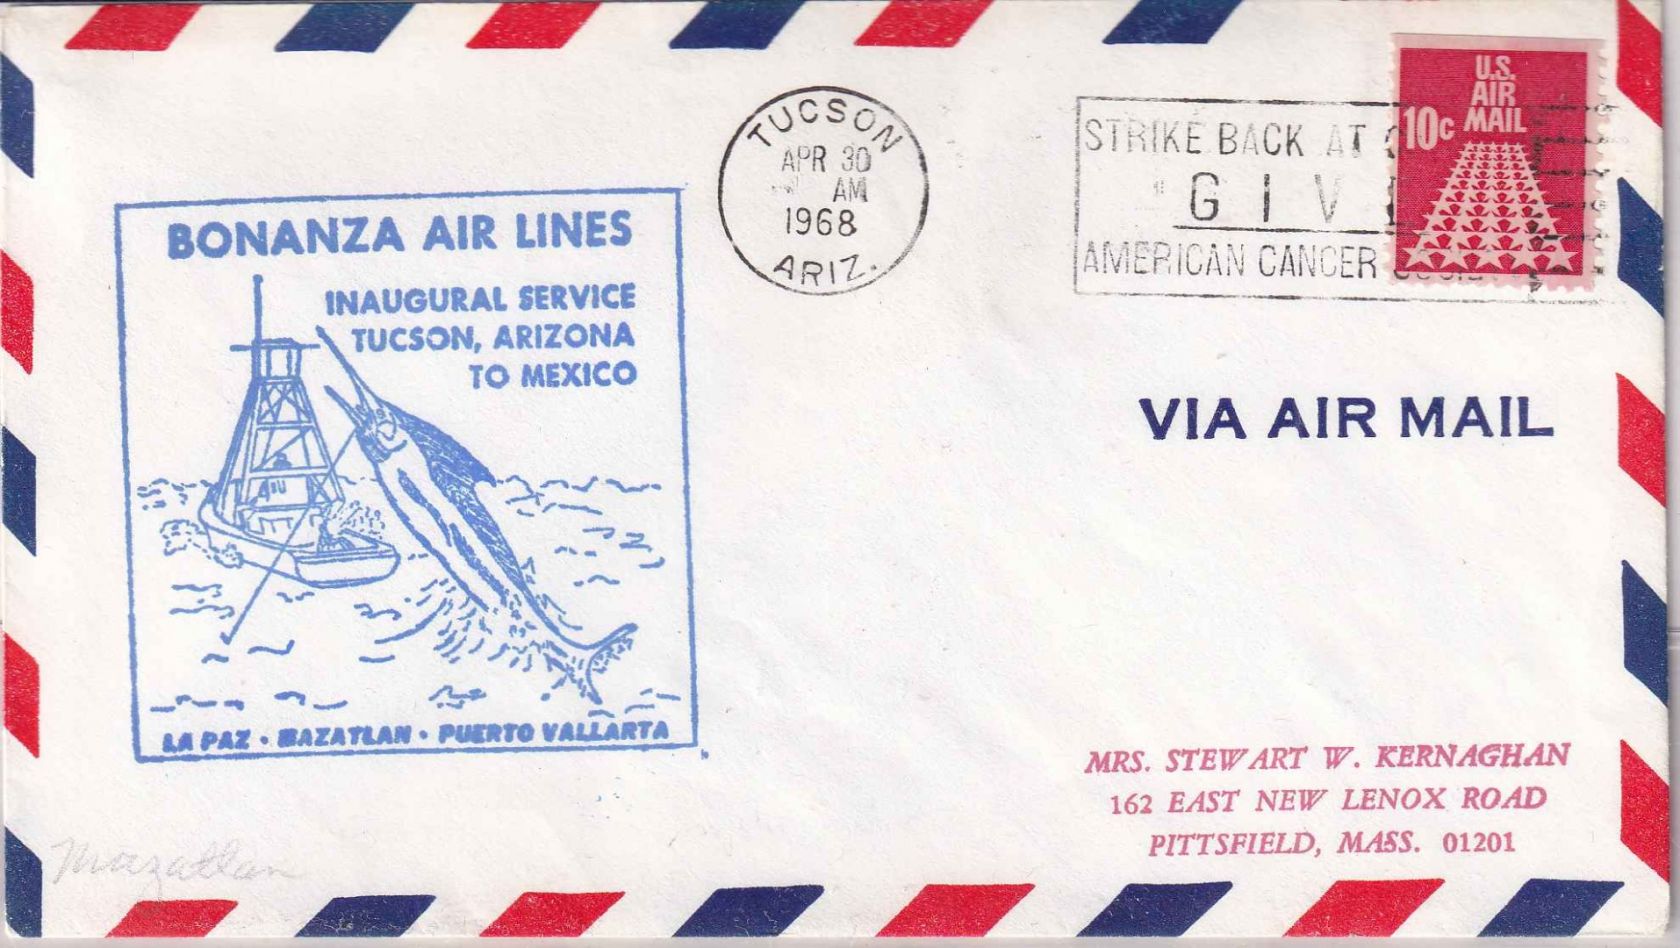 BONANZA AIR LINES
INAUGURAL SERVICE
TUCSON, ARIZONA
TO MEXICO
LA PAZ · MAZATLAN · PUERTO VALLARTA
Mazatlan
TUCSON
APR 30
AM
1968
ARIZ.
STRIKE BACK AT
GIV
AMERICAN CANCER
U.S.
AIR
MAIL
10c
VIA AIR MAIL
MRS. STEWART W. KERNAGHAN
162 EAST NEW LENOX ROAD
PITTSFIELD, MASS. 01201